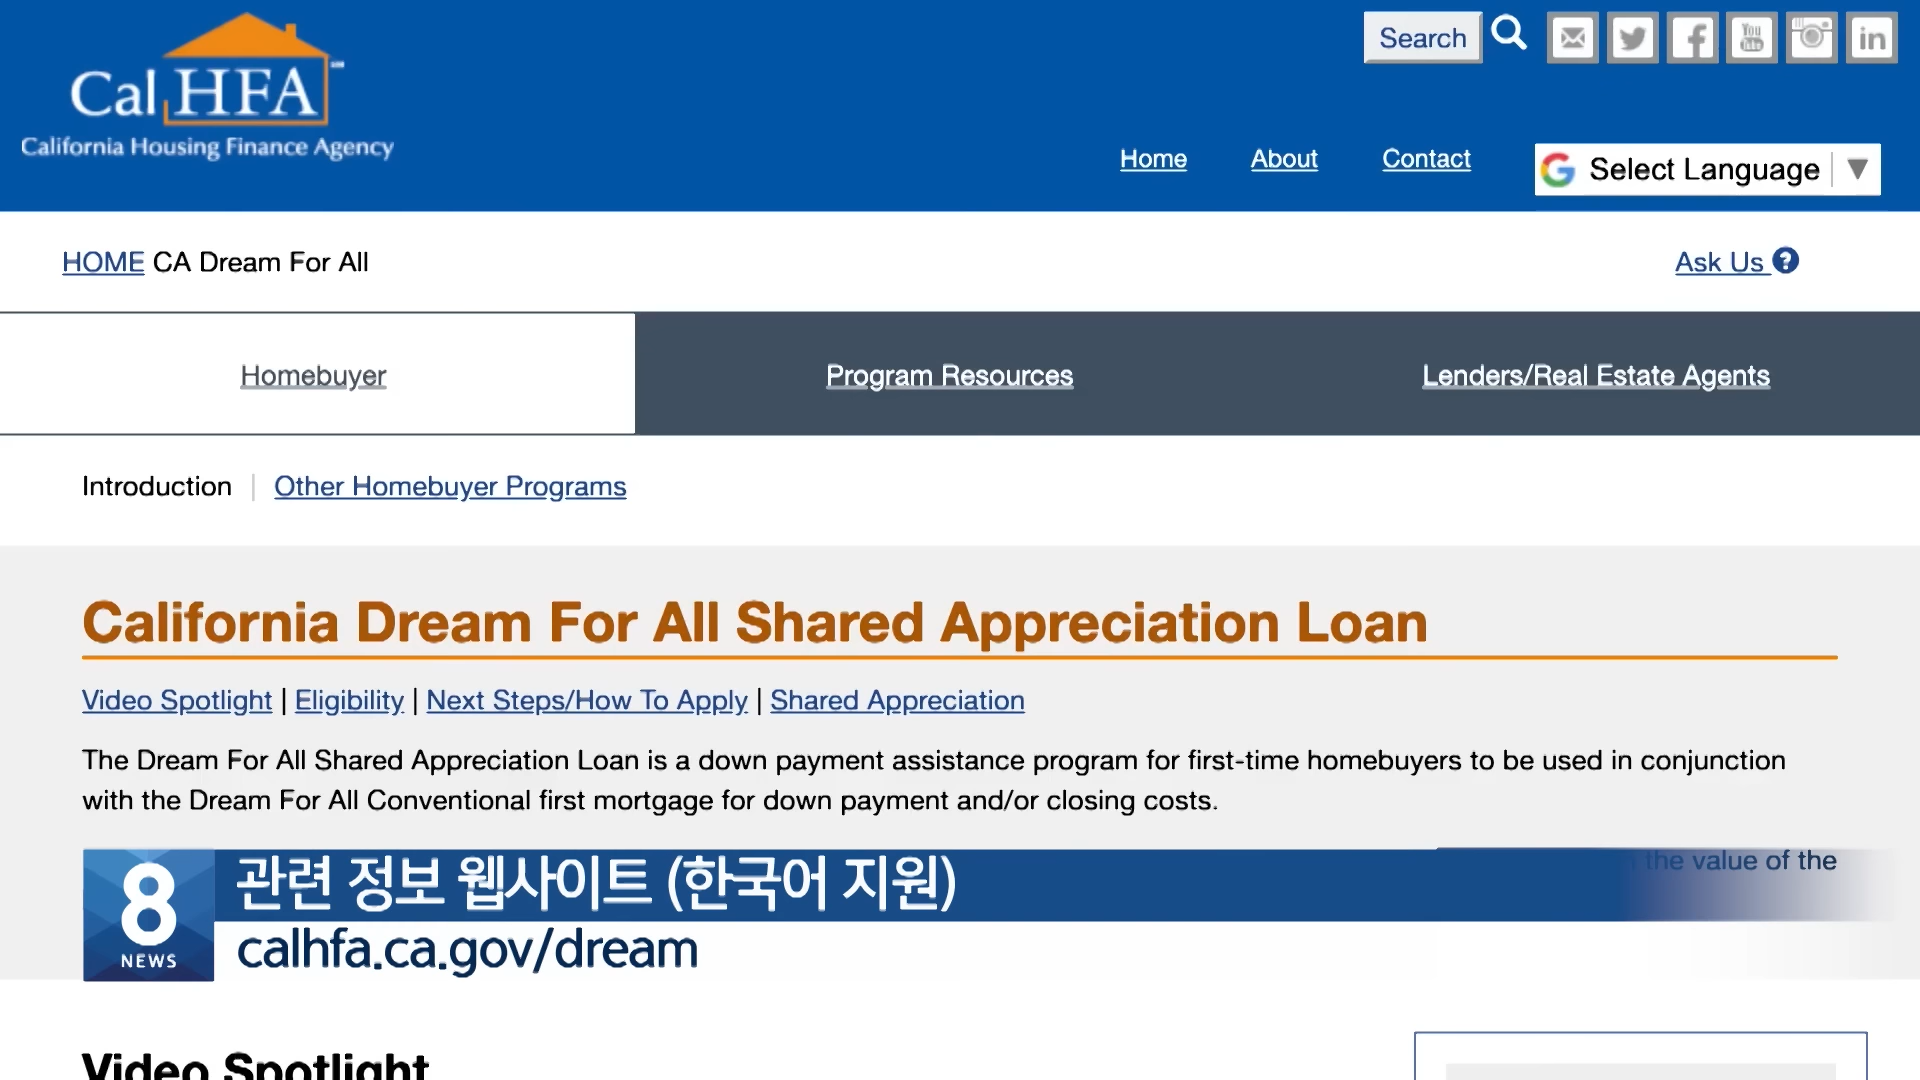 Search
Cal HFA
California Housing Finance Agency
Home
About
Contact
Select Language
HOME CA Dream For All
Ask Us
Homebuyer
Program Resources
Lenders/Real Estate Agents
Introduction
Other Homebuyer Programs
California Dream For All Shared Appreciation Loan
Video Spotlight | Eligibility | Next Steps/How To Apply | Shared Appreciation
The Dream For All Shared Appreciation Loan is a down payment assistance program for first-time homebuyers to be used in conjunction
with the Dream For All Conventional first mortgage for down payment and/or closing costs.
the value of the
8 NEWS
관련 정보 웹사이트 (한국어 지원)
calhfa.ca.gov/dream
Video Spotlight